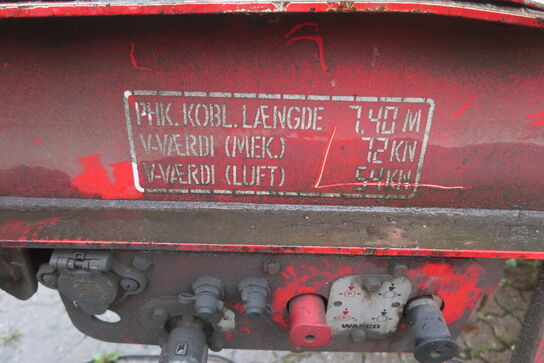 PHK. KOBL. LÆNGDE 7,40 M
V-VÆRDI (MEK.) 72 KN
V-VÆRDI (LUFT) 54 KN
WABCO